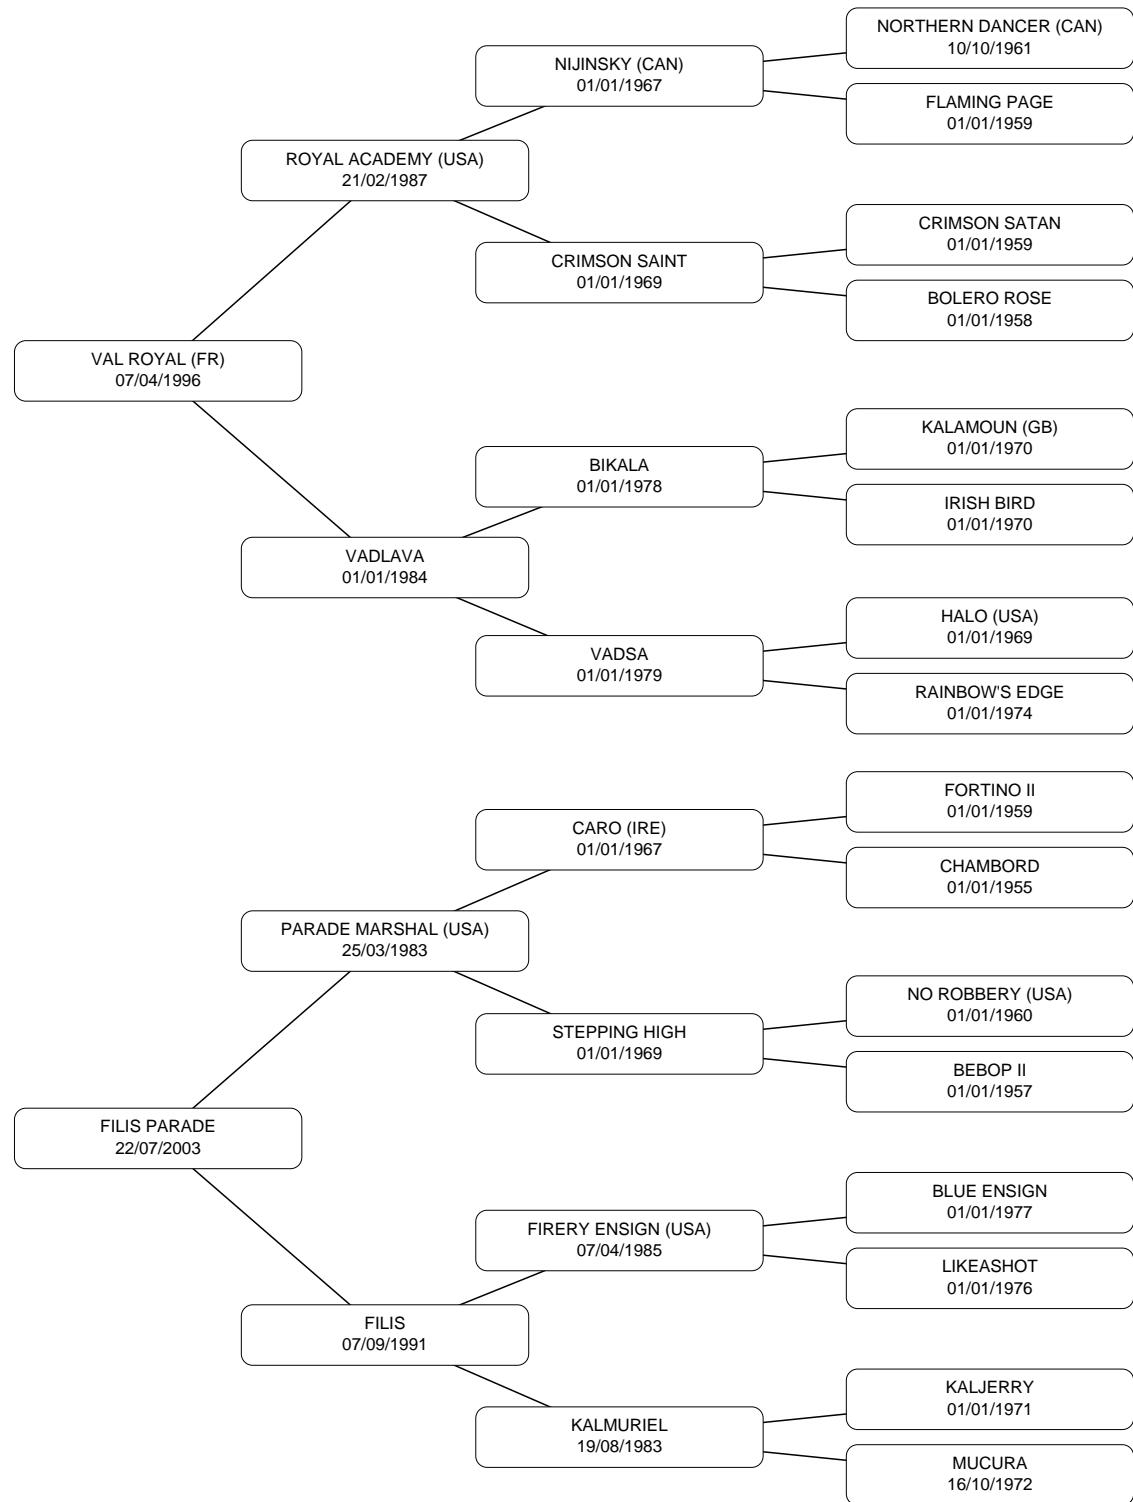 NORTHERN DANCER (CAN)
10/10/1961
NIJINSKY (CAN)
01/01/1967
FLAMING PAGE
01/01/1959
ROYAL ACADEMY (USA)
21/02/1987
CRIMSON SATAN
01/01/1959
CRIMSON SAINT
01/01/1969
BOLERO ROSE
01/01/1958
VAL ROYAL (FR)
07/04/1996
KALAMOUN (GB)
01/01/1970
BIKALA
01/01/1978
IRISH BIRD
01/01/1970
VADLAVA
01/01/1984
HALO (USA)
01/01/1969
VADSA
01/01/1979
RAINBOW'S EDGE
01/01/1974
FORTINO II
01/01/1959
CARO (IRE)
01/01/1967
CHAMBORD
01/01/1955
PARADE MARSHAL (USA)
25/03/1983
NO ROBBERY (USA)
01/01/1960
STEPPING HIGH
01/01/1969
BEBOP II
01/01/1957
FILIS PARADE
22/07/2003
BLUE ENSIGN
01/01/1977
FIRERY ENSIGN (USA)
07/04/1985
LIKEASHOT
01/01/1976
FILIS
07/09/1991
KALJERRY
01/01/1971
KALMURIEL
19/08/1983
MUCURA
16/10/1972